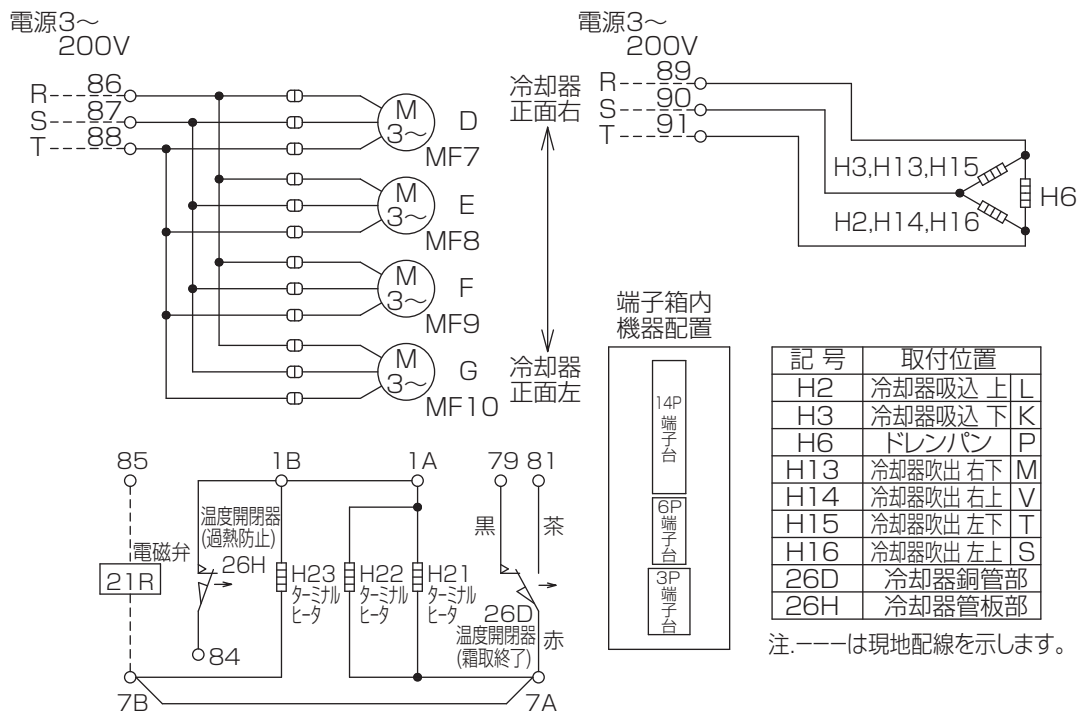 電源3～
200V
R
86
S
87
T
88
M
3～
D
MF7
M
3～
E
MF8
M
3～
F
MF9
M
3～
G
MF10
冷却器
正面右
冷却器
正面左
電源3～
200V
R
89
S
90
T
91
H3,H13,H15
H2,H14,H16
H6
端子箱内
機器配置
14P
端子台
6P
端子台
3P
端子台
記 号 取付位置
H2 冷却器吸込 上 L
H3 冷却器吸込 下 K
H6 ドレンパン P
H13 冷却器吹出 右下 M
H14 冷却器吹出 右上 V
H15 冷却器吹出 左下 T
H16 冷却器吹出 左上 S
26D 冷却器銅管部
26H 冷却器管板部
注.−−−は現地配線を示します。
85 1B 1A 79 81
電磁弁
21R
温度開閉器
(過熱防止)
26H
84
H23
ターミナル
ヒータ
H22
ターミナル
ヒータ
H21
ターミナル
ヒータ
黒
茶
26D
温度開閉器
(霜取終了)
赤
7B
7A